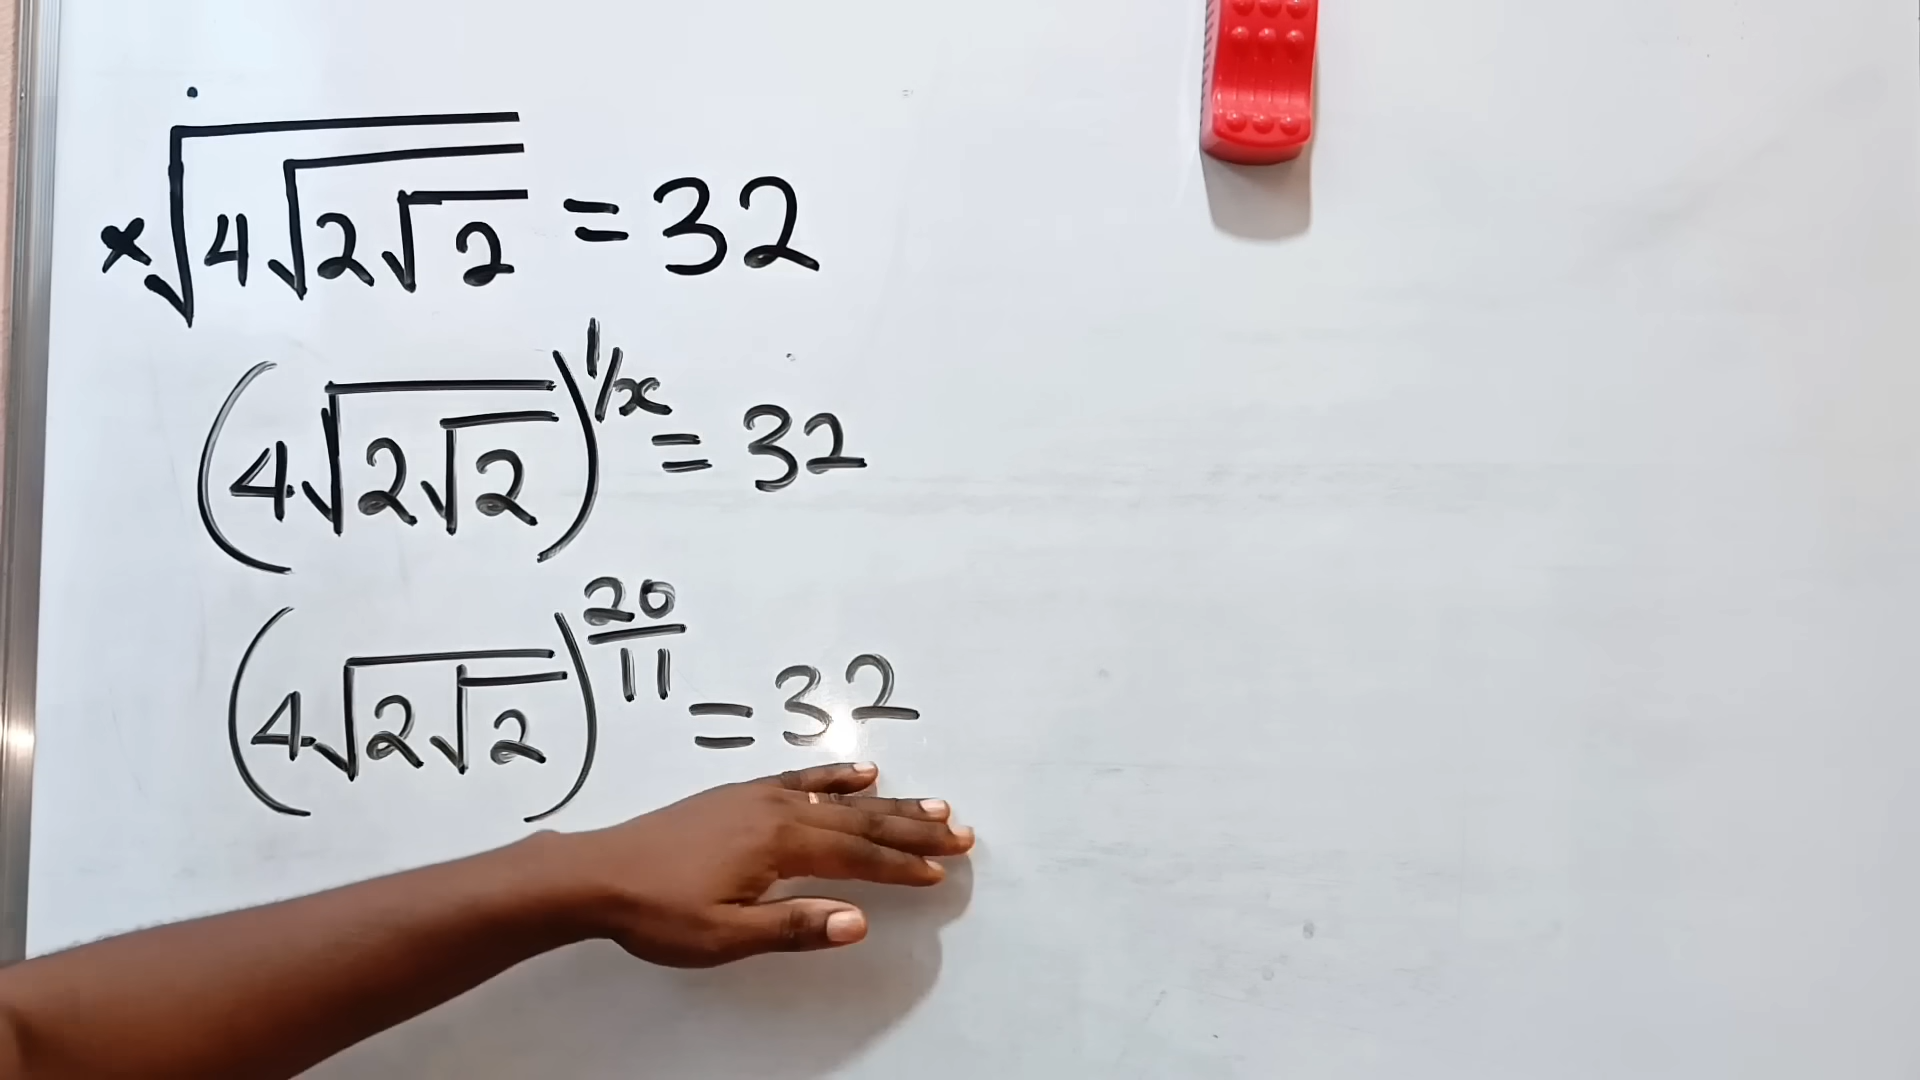 ˣ√(4√(2√2)) = 32
(4√(2√2))^(1/x) = 32
(4√(2√2))^(20/11) = 32